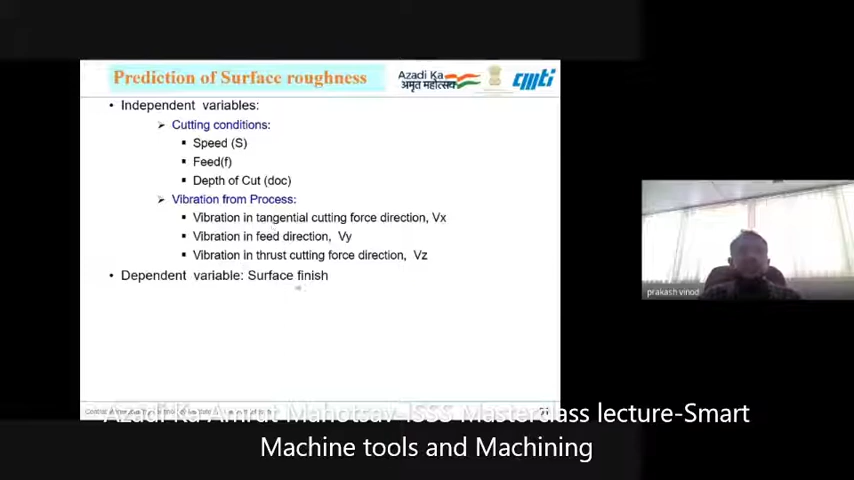 Prediction of Surface roughness
Azadi Ka
अमृत महोत्सव
cmti
• Independent variables:
➢ Cutting conditions:
▪ Speed (S)
▪ Feed(f)
▪ Depth of Cut (doc)
➢ Vibration from Process:
▪ Vibration in tangential cutting force direction, Vx
▪ Vibration in feed direction, Vy
▪ Vibration in thrust cutting force direction, Vz
• Dependent variable: Surface finish
prakash vinod
Azadi Ka Amrut Mahotsav-ISSS Masterclass lecture-Smart
Machine tools and Machining